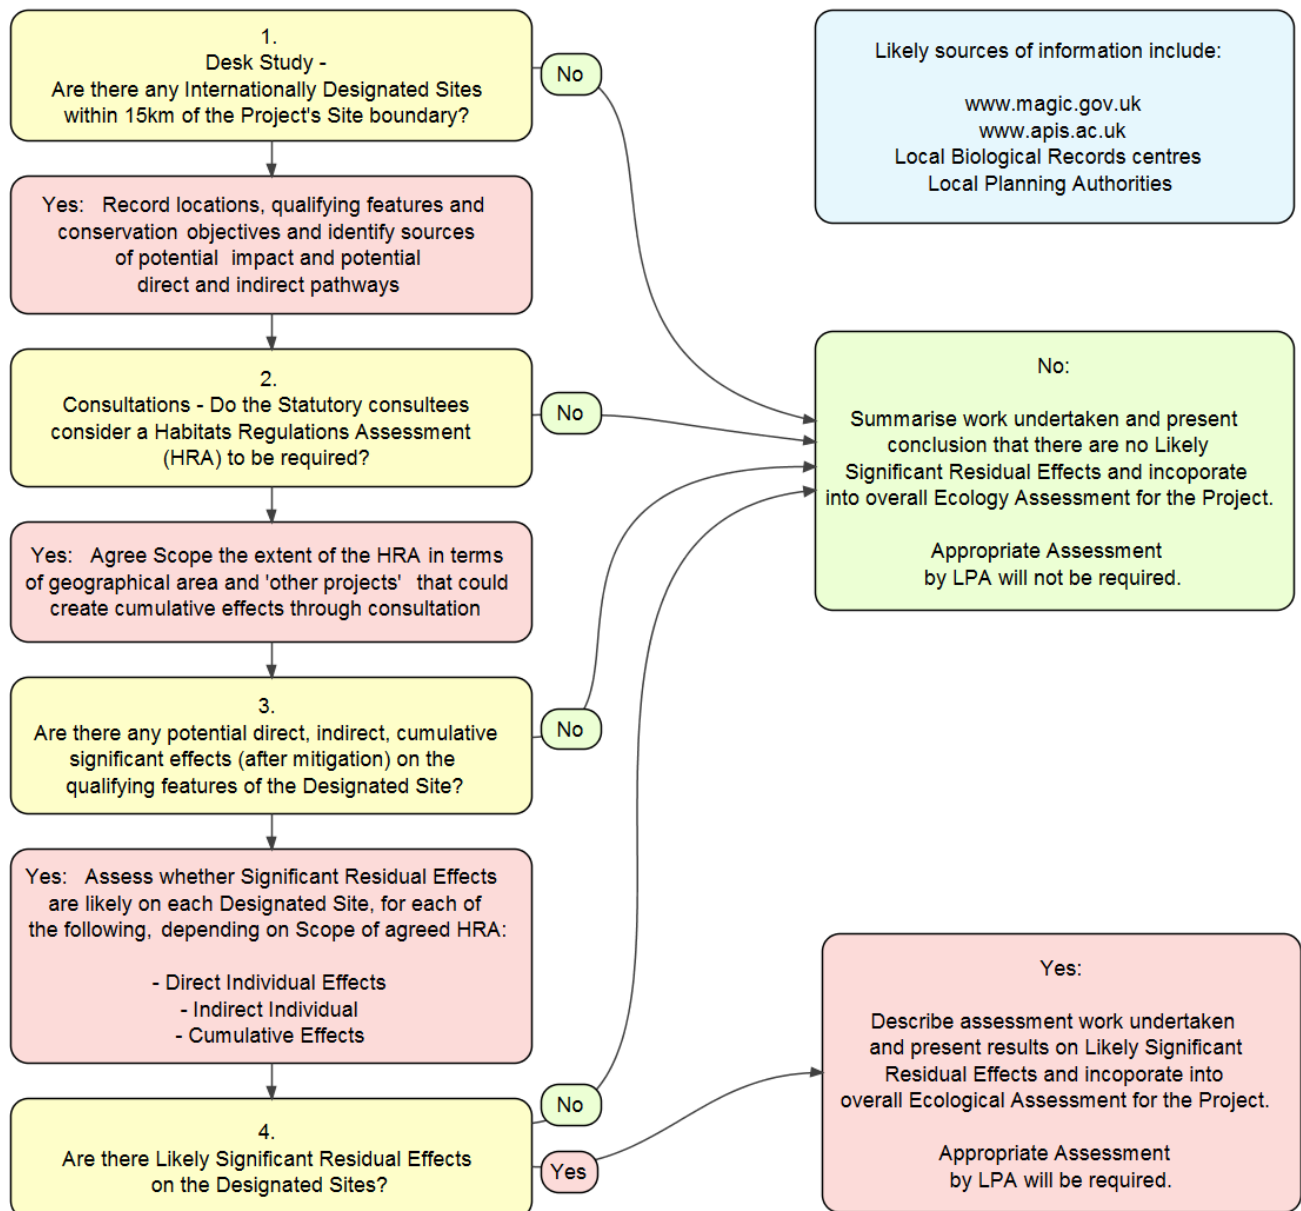 1.
Desk Study -
Are there any Internationally Designated Sites
within 15km of the Project's Site boundary?
No
Likely sources of information include:
www.magic.gov.uk
www.apis.ac.uk
Local Biological Records centres
Local Planning Authorities
Yes: Record locations, qualifying features and
conservation objectives and identify sources
of potential impact and potential
direct and indirect pathways
2.
Consultations - Do the Statutory consultees
consider a Habitats Regulations Assessment
(HRA) to be required?
No
No:
Summarise work undertaken and present
conclusion that there are no Likely
Significant Residual Effects and incoporate
into overall Ecology Assessment for the Project.
Appropriate Assessment
by LPA will not be required.
Yes: Agree Scope the extent of the HRA in terms
of geographical area and 'other projects' that could
create cumulative effects through consultation
3.
Are there any potential direct, indirect, cumulative
significant effects (after mitigation) on the
qualifying features of the Designated Site?
No
Yes: Assess whether Significant Residual Effects
are likely on each Designated Site, for each of
the following, depending on Scope of agreed HRA:
- Direct Individual Effects
- Indirect Individual
- Cumulative Effects
4.
Are there Likely Significant Residual Effects
on the Designated Sites?
No
Yes
Yes:
Describe assessment work undertaken
and present results on Likely Significant
Residual Effects and incoporate into
overall Ecological Assessment for the Project.
Appropriate Assessment
by LPA will be required.